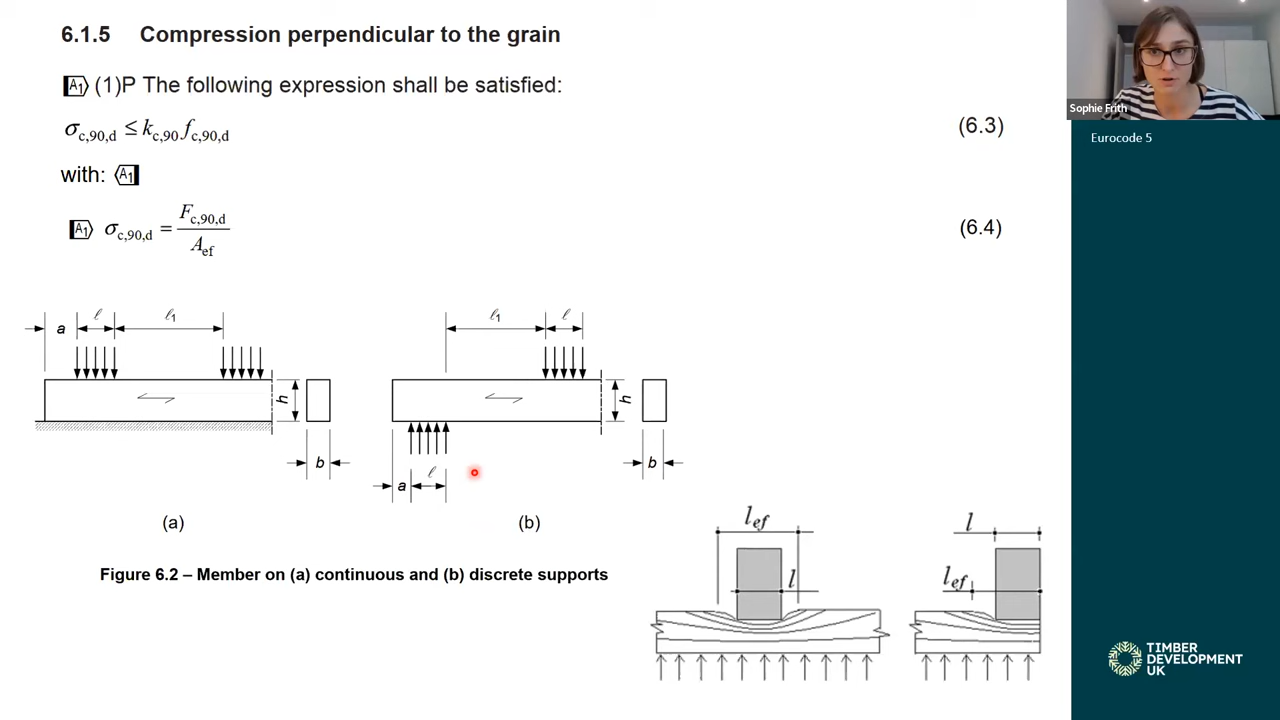 6.1.5 Compression perpendicular to the grain
A1 (1)P The following expression shall be satisfied:
σc,90,d ≤ kc,90 fc,90,d (6.3)
with: A1
A1 σc,90,d = Fc,90,d / Aef (6.4)
a ℓ ℓ1 h b
ℓ1 ℓ h b
a ℓ
(a) (b)
Figure 6.2 – Member on (a) continuous and (b) discrete supports
lef l
l lef
Sophie Frith
Eurocode 5
TIMBER
DEVELOPMENT
UK